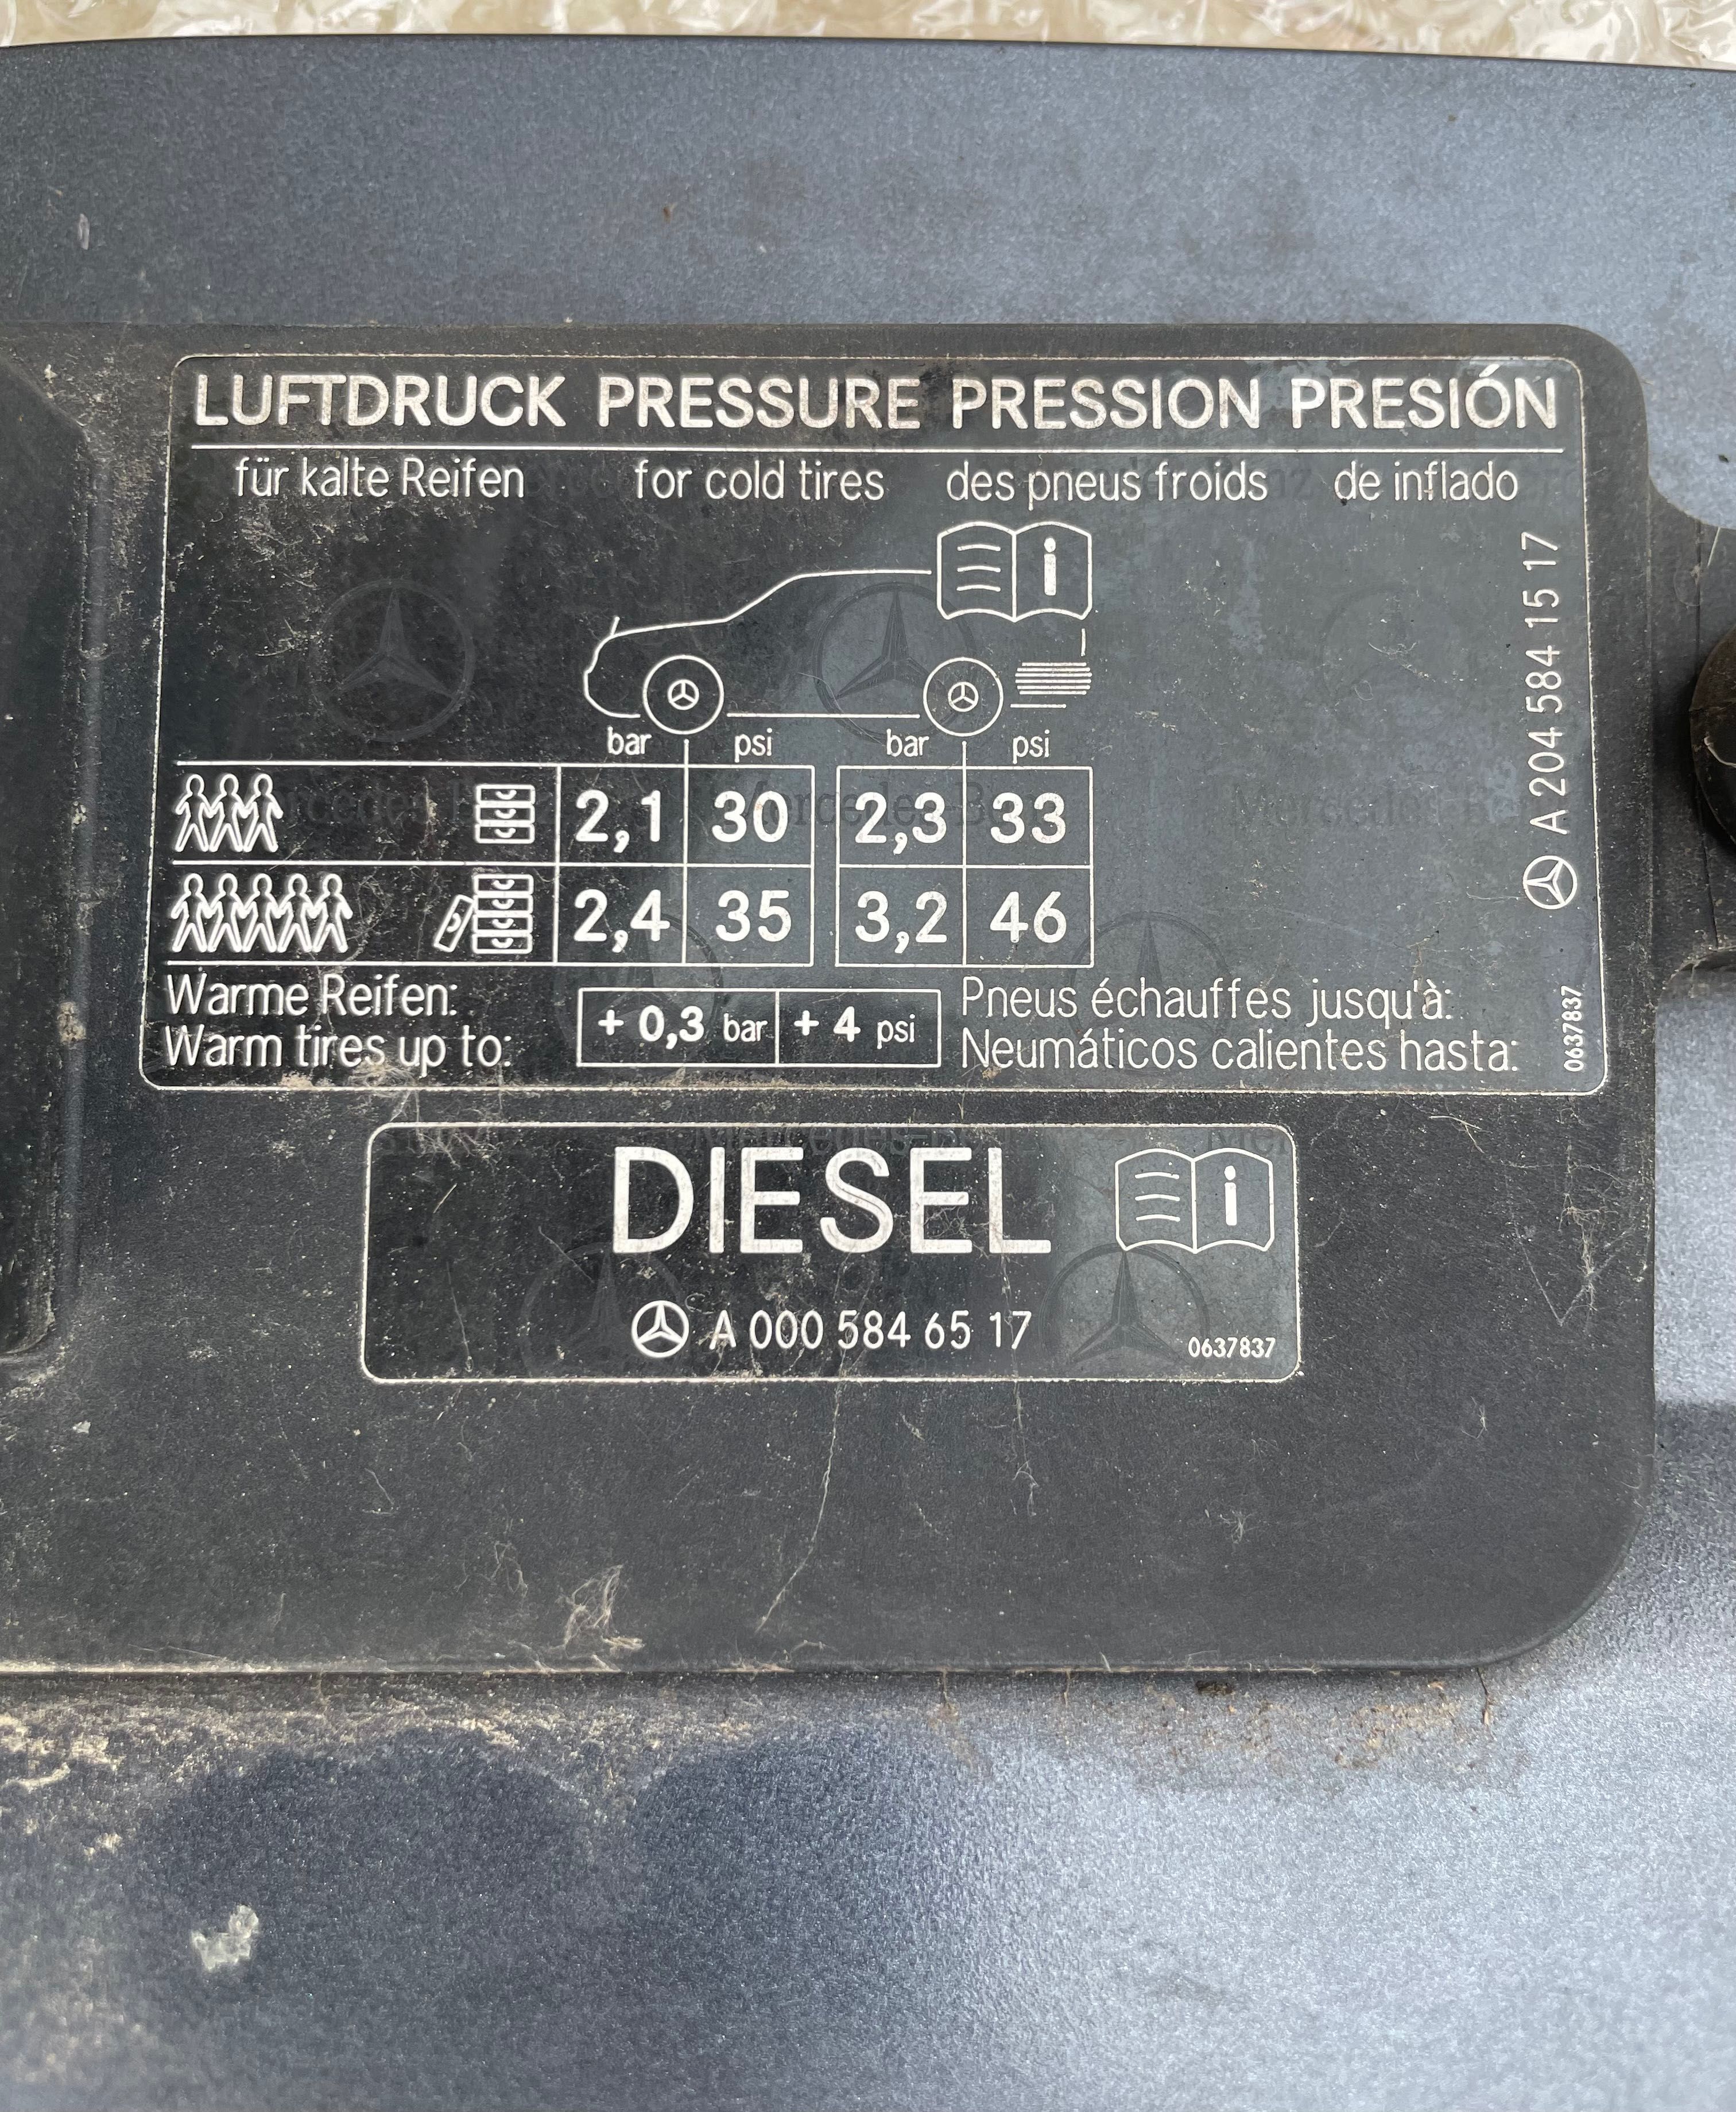 LUFTDRUCK PRESSURE PRESSION PRESIÓN
für kalte Reifen for cold tires des pneus froids de inflado
i
bar psi bar psi
2,1 30 2,3 33
2,4 35 3,2 46
Warme Reifen:
Warm tires up to:
+ 0,3 bar + 4 psi
Pneus échauffes jusqu'à:
Neumáticos calientes hasta:
A 204 584 15 17
0637837
DIESEL i
A 000 584 65 17
0637837